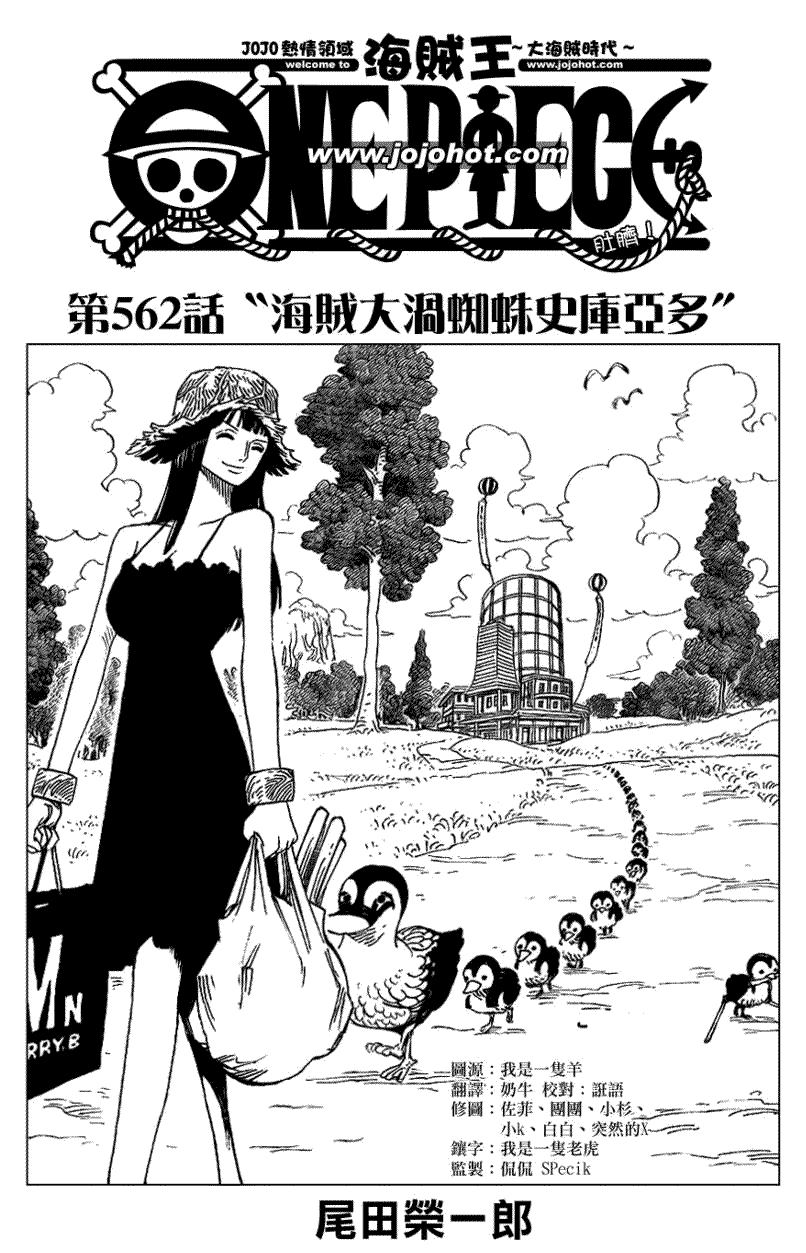 JOJO 熱情領域 海賊王 ~大海賊時代~
welcome to www.jojohot.com
ONE PIECE
www.jojohot.com
肚臍！
第562話〝海賊大渦蜘蛛史庫亞多〞
MN
RRY.B
圖源：我是一隻羊
翻譯：奶牛 校對：誑語
修圖：佐菲、團團、小杉、
小k、白白、突然的X
鑲字：我是一隻老虎
監製：侃侃 SPecik
尾田榮一郎